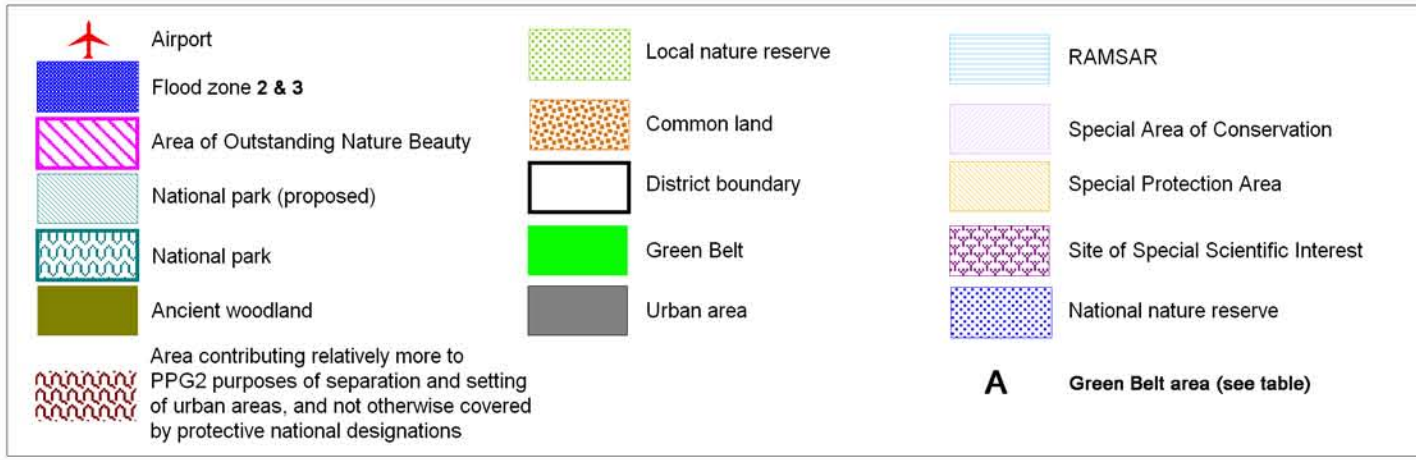 Airport
Flood zone 2 & 3
Area of Outstanding Nature Beauty
National park (proposed)
National park
Ancient woodland
Area contributing relatively more to
PPG2 purposes of separation and setting
of urban areas, and not otherwise covered
by protective national designations
Local nature reserve
Common land
District boundary
Green Belt
Urban area
RAMSAR
Special Area of Conservation
Special Protection Area
Site of Special Scientific Interest
National nature reserve
A Green Belt area (see table)